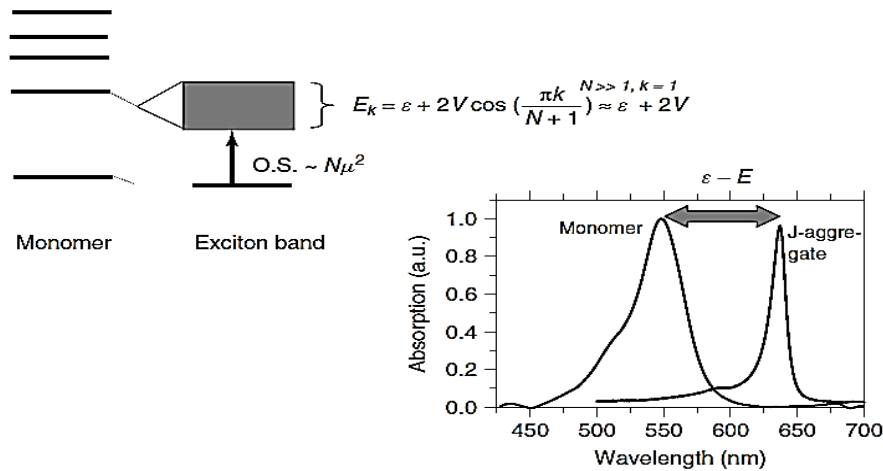 E_k = ε + 2V cos (πk / N + 1) ^{N >> 1, k = 1} ≈ ε + 2V
O.S. ~ Nμ²
Monomer
Exciton band
ε – E
Monomer
J-aggre-
gate
Absorption (a.u.)
1.0
0.8
0.6
0.4
0.2
0.0
450 500 550 600 650 700
Wavelength (nm)